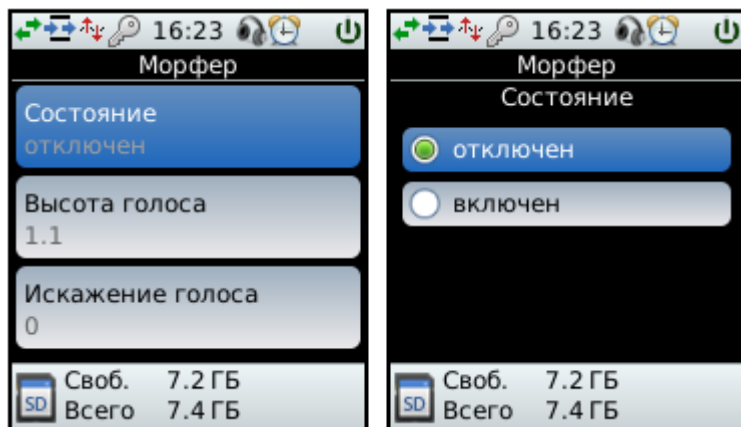 16:23
Морфер
Состояние
отключен
Высота голоса
1.1
Искажение голоса
0
SD
Своб. 7.2 ГБ
Всего 7.4 ГБ
16:23
Морфер
Состояние
отключен
включен
SD
Своб. 7.2 ГБ
Всего 7.4 ГБ